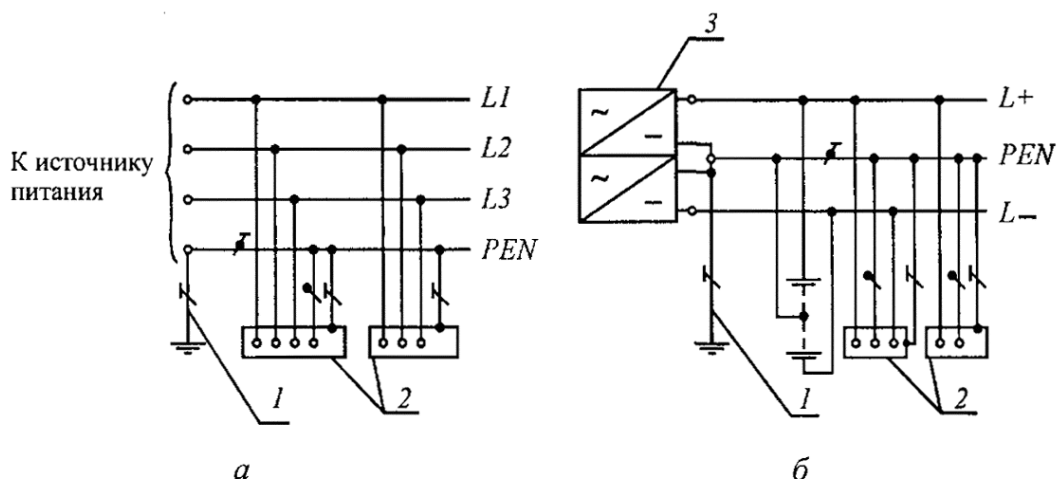 К источнику
питания
L1
L2
L3
PEN
1
2
а
3
~
–
~
–
L+
PEN
L–
1
2
б